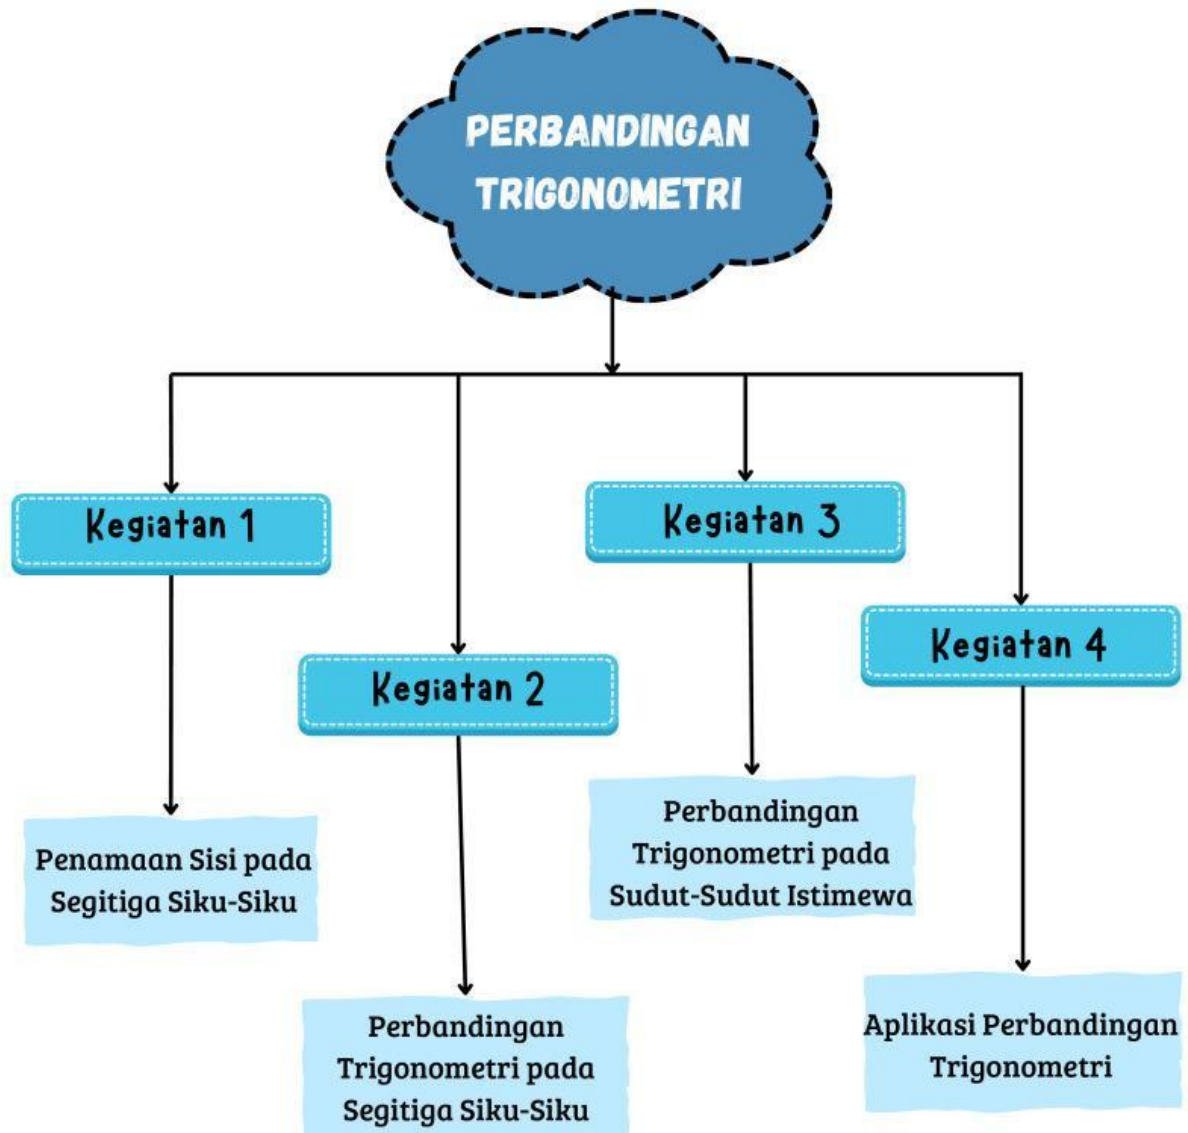 PERBANDINGAN
TRIGONOMETRI
Kegiatan 1
Penamaan Sisi pada
Segitiga Siku-Siku
Kegiatan 2
Perbandingan
Trigonometri pada
Segitiga Siku-Siku
Kegiatan 3
Perbandingan
Trigonometri pada
Sudut-Sudut Istimewa
Kegiatan 4
Aplikasi Perbandingan
Trigonometri